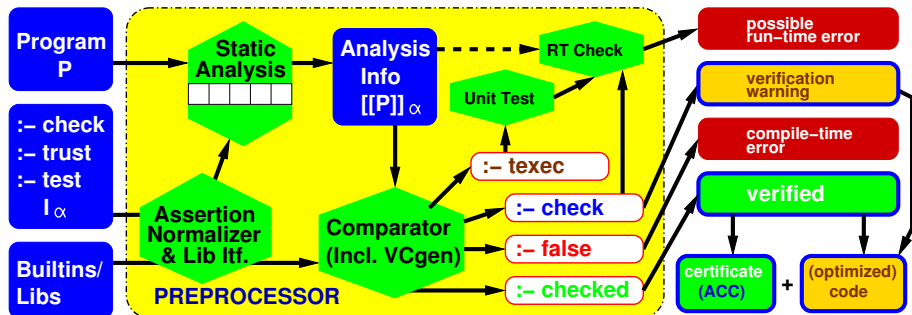 Program
P
:− check
:− trust
:− test
I α
Builtins/
Libs
Static
Analysis
Assertion
Normalizer
& Lib Itf.
PREPROCESSOR
Analysis
Info
[[P]] α
Comparator
(Incl. VCgen)
RT Check
Unit Test
:− texec
:− check
:− false
:− checked
possible
run−time error
verification
warning
compile−time
error
verified
certificate
(ACC)
+
(optimized)
code